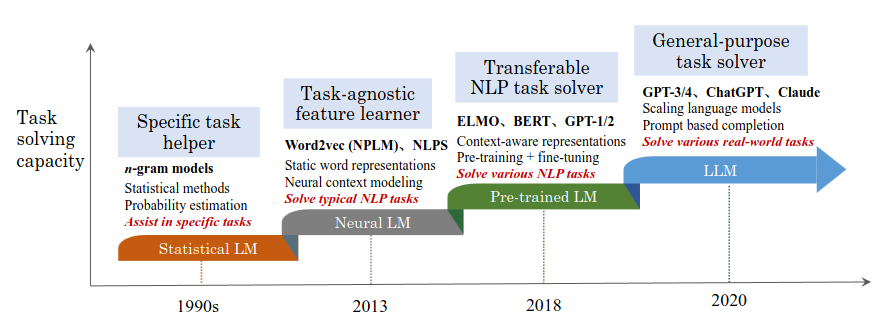 Task
solving
capacity
Specific task
helper
n-gram models
Statistical methods
Probability estimation
Assist in specific tasks
Statistical LM
1990s
Task-agnostic
feature learner
Word2vec (NPLM)、NLPS
Static word representations
Neural context modeling
Solve typical NLP tasks
Neural LM
2013
Transferable
NLP task solver
ELMO、BERT、GPT-1/2
Context-aware representations
Pre-training + fine-tuning
Solve various NLP tasks
Pre-trained LM
2018
General-purpose
task solver
GPT-3/4、ChatGPT、Claude
Scaling language models
Prompt based completion
Solve various real-world tasks
LLM
2020